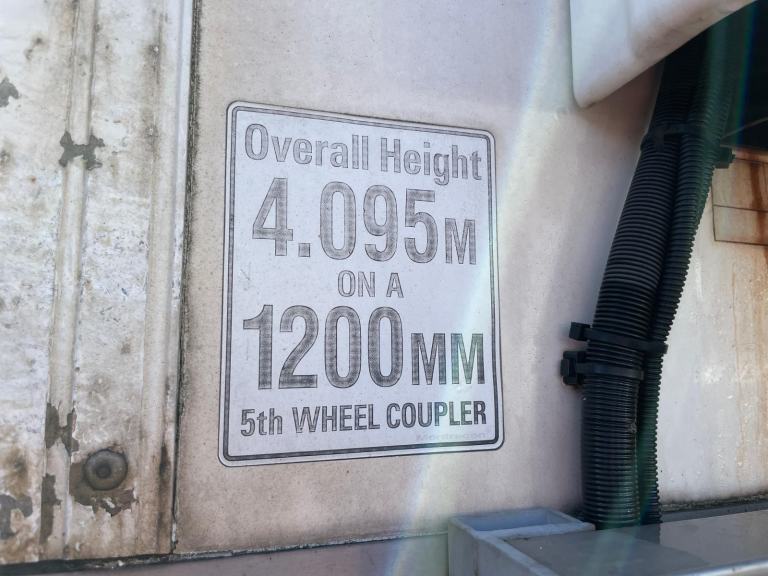 Overall Height
4.095M
ON A
1200MM
5th WHEEL COUPLER